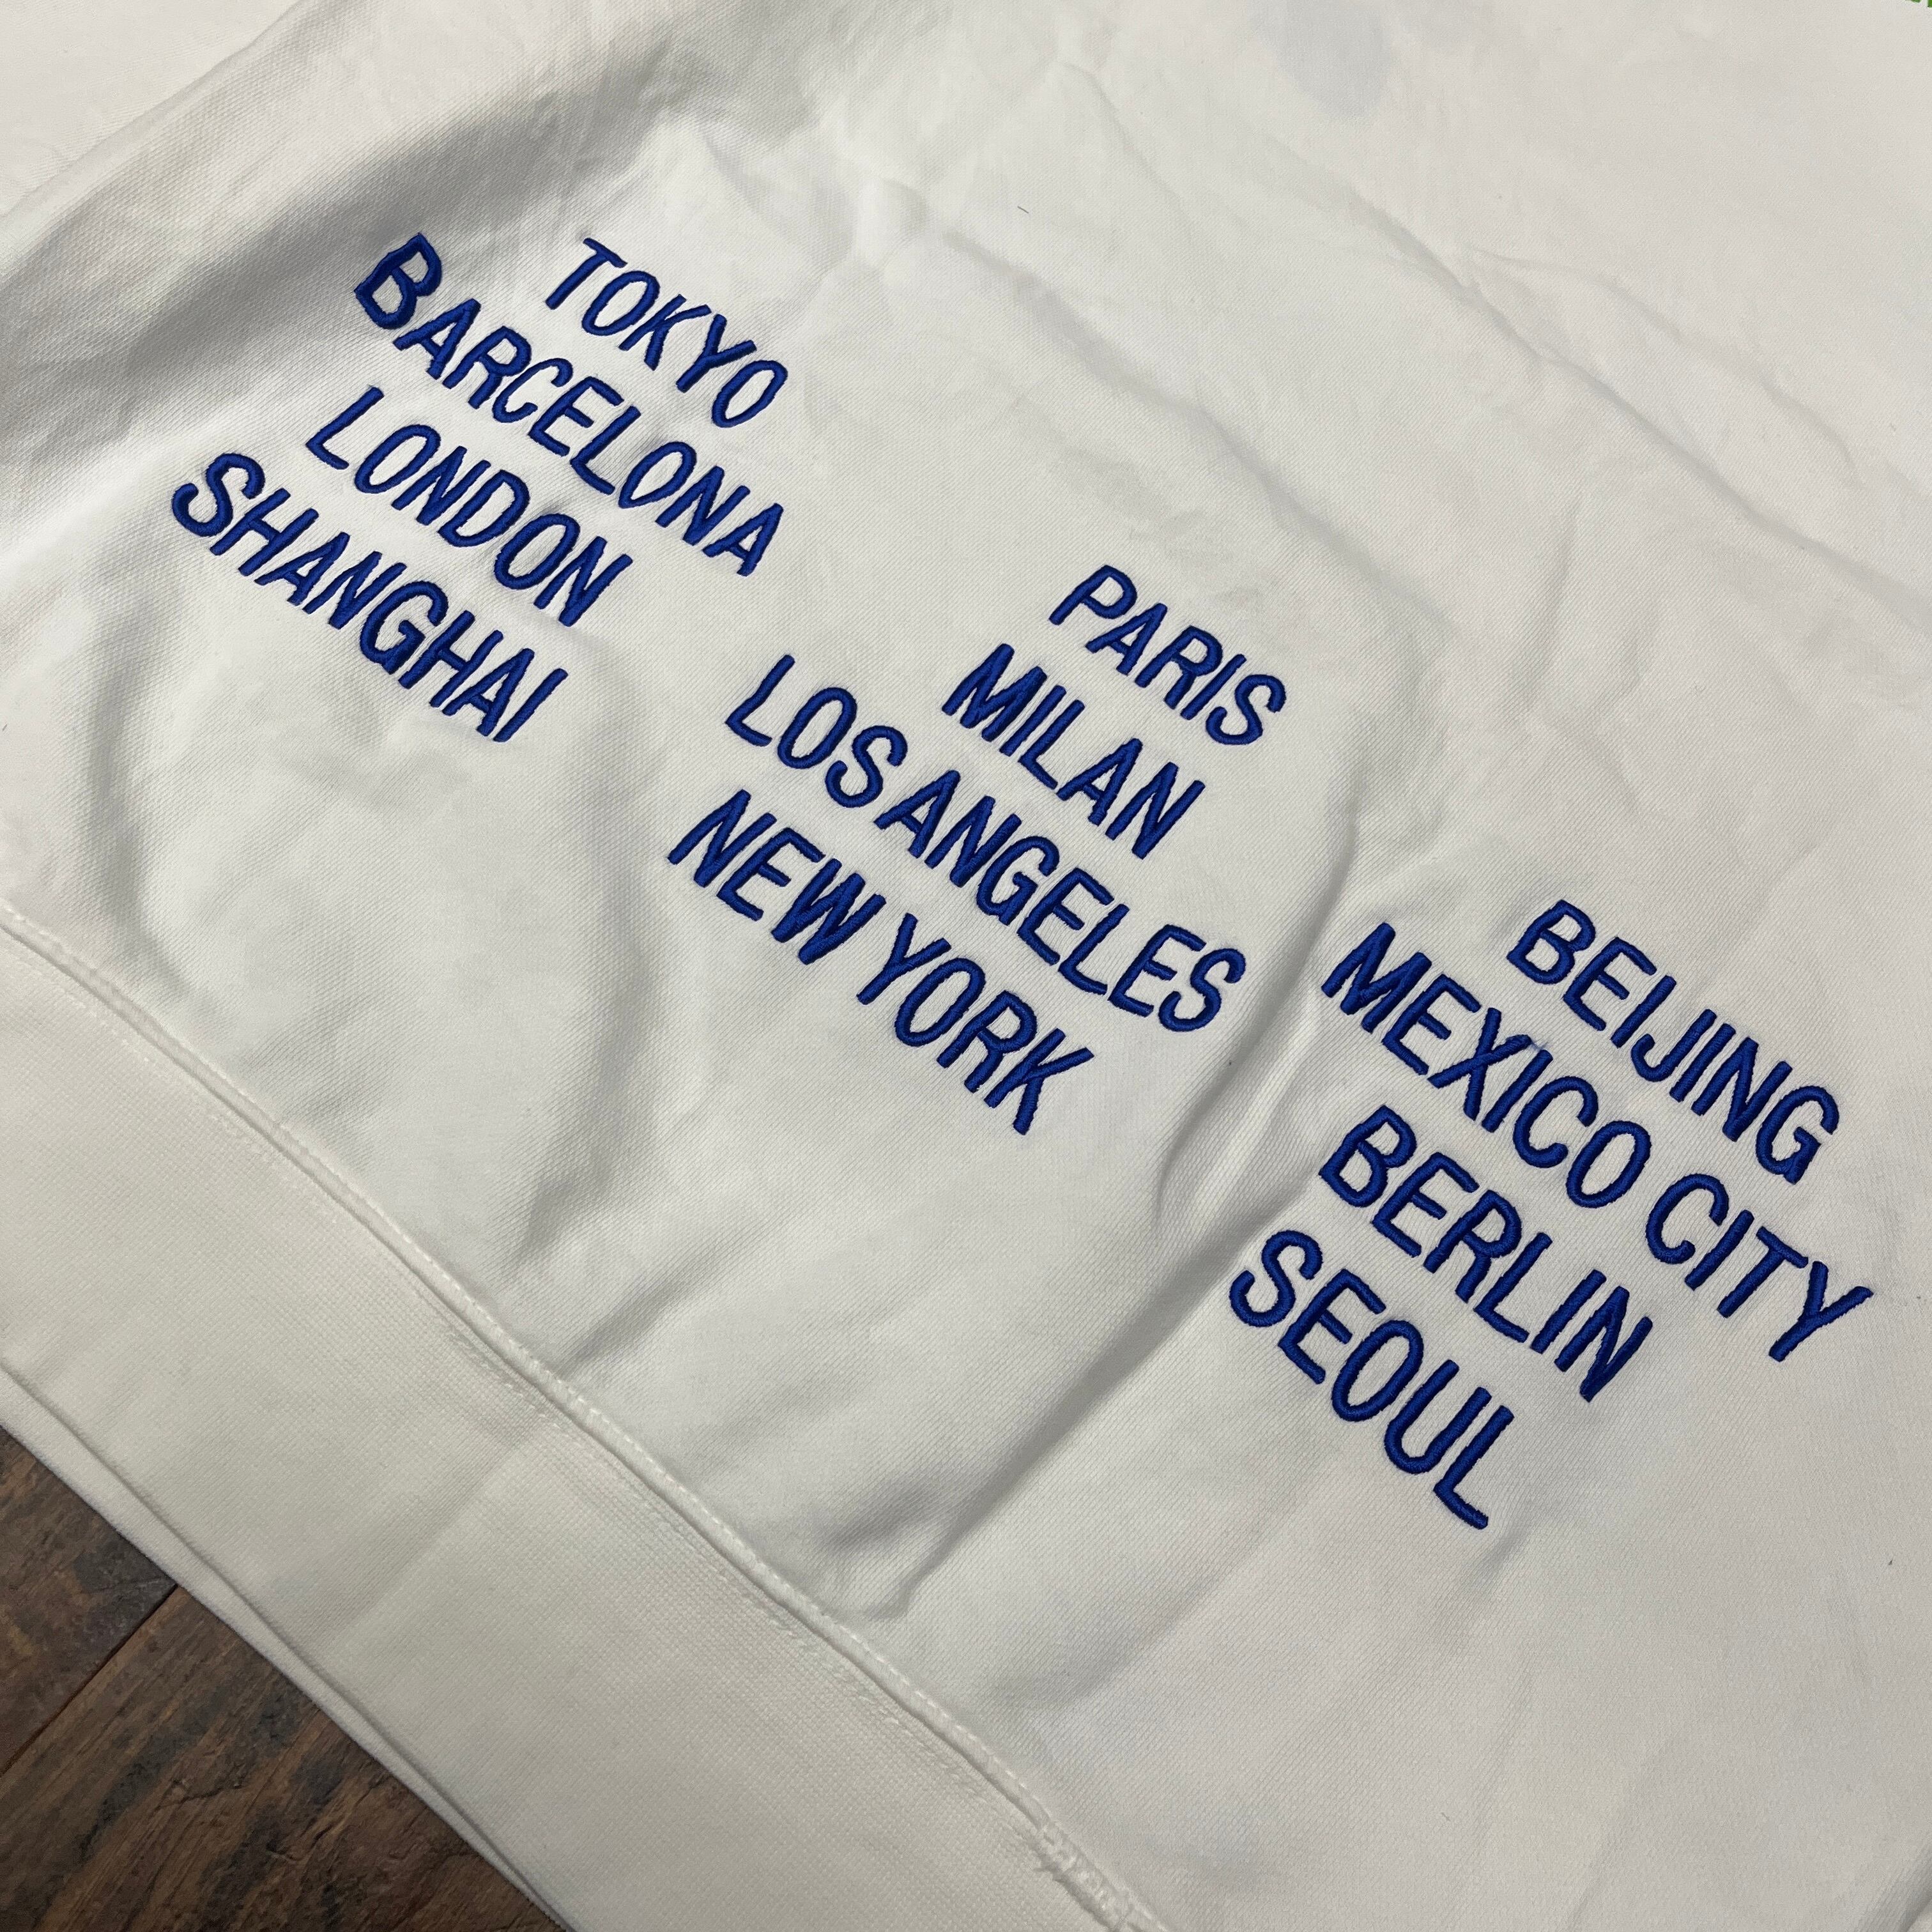 TOKYO
BARCELONA
LONDON
SHANGHAI
PARIS
MILAN
LOS ANGELES
NEW YORK
BEIJING
MEXICO CITY
BERLIN
SEOUL